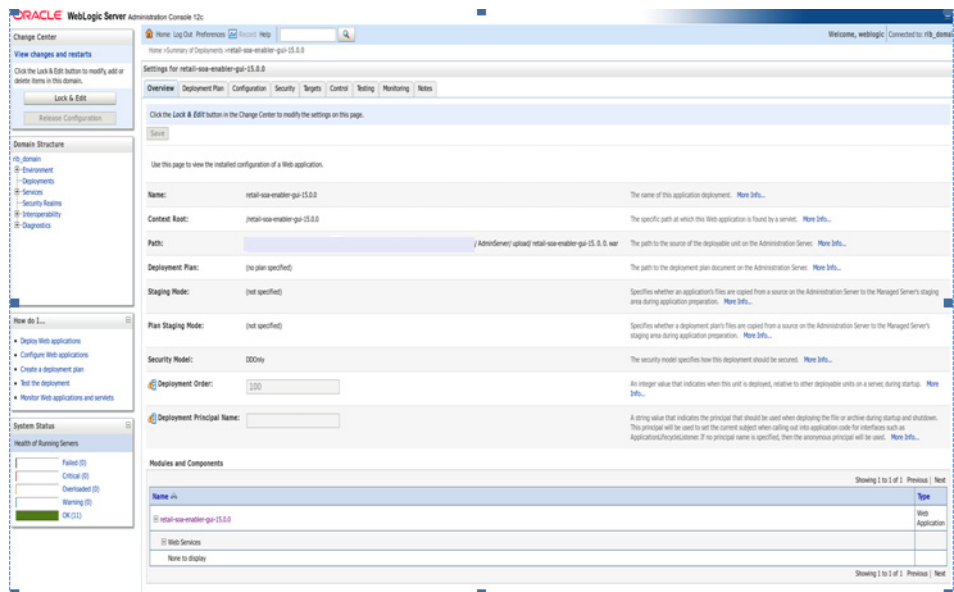 ORACLE WebLogic Server Administration Console 12c
Change Center
View changes and restarts
Click the Lock & Edit button to modify, add or
delete items in this domain.
Lock & Edit
Release Configuration
Domain Structure
rib_domain
Environment
Deployments
Services
Security Realms
Interoperability
Diagnostics
How do I...
Deploy Web applications
Configure Web applications
Create a deployment plan
Test the deployment
Monitor Web applications and servlets
System Status
Health of Running Servers
Failed (0)
Critical (0)
Overloaded (0)
Warning (0)
OK (11)
Home Log Out Preferences Record Help
Welcome, weblogic Connected to: rib_domai
Home >Summary of Deployments >retail-soa-enabler-gui-15.0.0
Settings for retail-soa-enabler-gui-15.0.0
Overview Deployment Plan Configuration Security Targets Control Testing Monitoring Notes
Click the Lock & Edit button in the Change Center to modify the settings on this page.
Save
Use this page to view the installed configuration of a Web application.
Name: retail-soa-enabler-gui-15.0.0 The name of this application deployment. More Info...
Context Root: /retail-soa-enabler-gui-15.0.0 The specific path at which this Web application is found by a servlet. More Info...
Path: / AdminServer/ upload/ retail-soa-enabler-gui-15. 0. 0. war The path to the source of the deployable unit on the Administration Server. More Info...
Deployment Plan: (no plan specified) The path to the deployment plan document on the Administration Server. More Info...
Staging Mode: (not specified) Specifies whether an application's files are copied from a source on the Administration Server to the Managed Server's staging
area during application preparation. More Info...
Plan Staging Mode: (not specified) Specifies whether a deployment plan's files are copied from a source on the Administration Server to the Managed Server's
staging area during application preparation. More Info...
Security Model: DDOnly The security model specifies how this deployment should be secured. More Info...
Deployment Order: 100 An integer value that indicates when this unit is deployed, relative to other deployable units on a server, during startup. More
Info...
Deployment Principal Name: A string value that indicates the principal that should be used when deploying the file or archive during startup and shutdown.
This principal will be used to set the current subject when calling out into application code for interfaces such as
ApplicationLifecycleListener. If no principal name is specified, then the anonymous principal will be used. More Info...
Modules and Components
Showing 1 to 1 of 1 Previous | Next
Name Type
retail-soa-enabler-gui-15.0.0 Web
Application
Web Services
None to display
Showing 1 to 1 of 1 Previous | Next